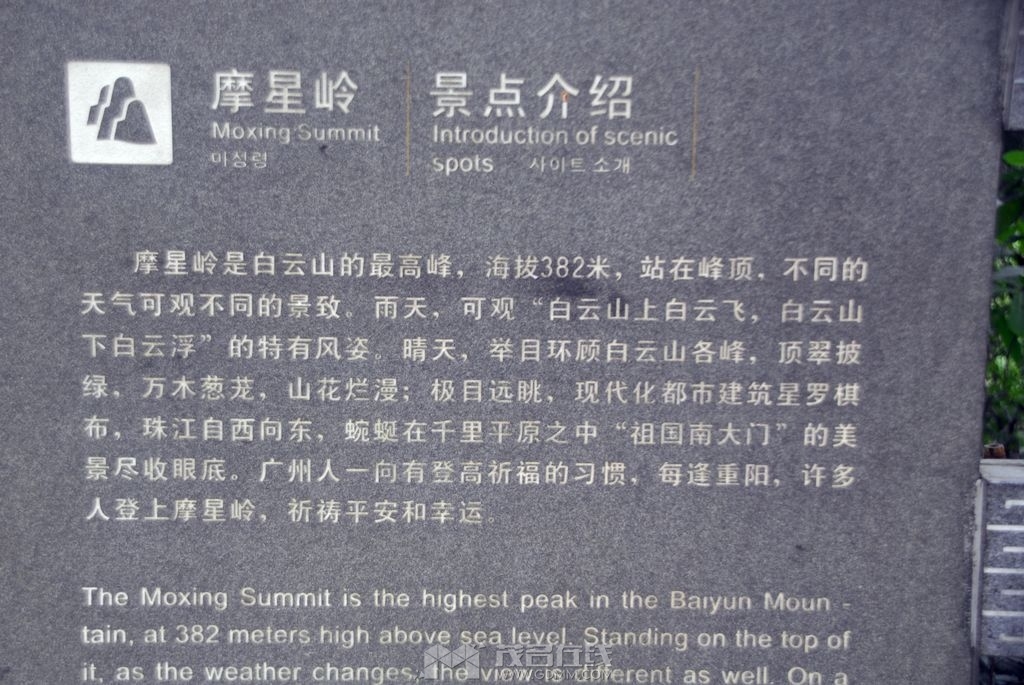 摩星岭
Moxing Summit
마성령
景点介绍
Introduction of scenic
spots 사이트 소개
摩星岭是白云山的最高峰，海拔382米，站在峰顶，不同的
天气可观不同的景致。雨天，可观“白云山上白云飞，白云山
下白云浮”的特有风姿。晴天，举目环顾白云山各峰，顶翠披
绿，万木葱茏，山花烂漫；极目远眺，现代化都市建筑星罗棋
布，珠江自西向东，蜿蜒在千里平原之中“祖国南大门”的美
景尽收眼底。广州人一向有登高祈福的习惯，每逢重阳，许多
人登上摩星岭，祈祷平安和幸运。
The Moxing Summit is the highest peak in the Baiyun Moun -
tain, at 382 meters high above sea level. Standing on the top of
it, as the weather changes, the view is different as well. On a
茂名在线
WWW.GDMM.COM